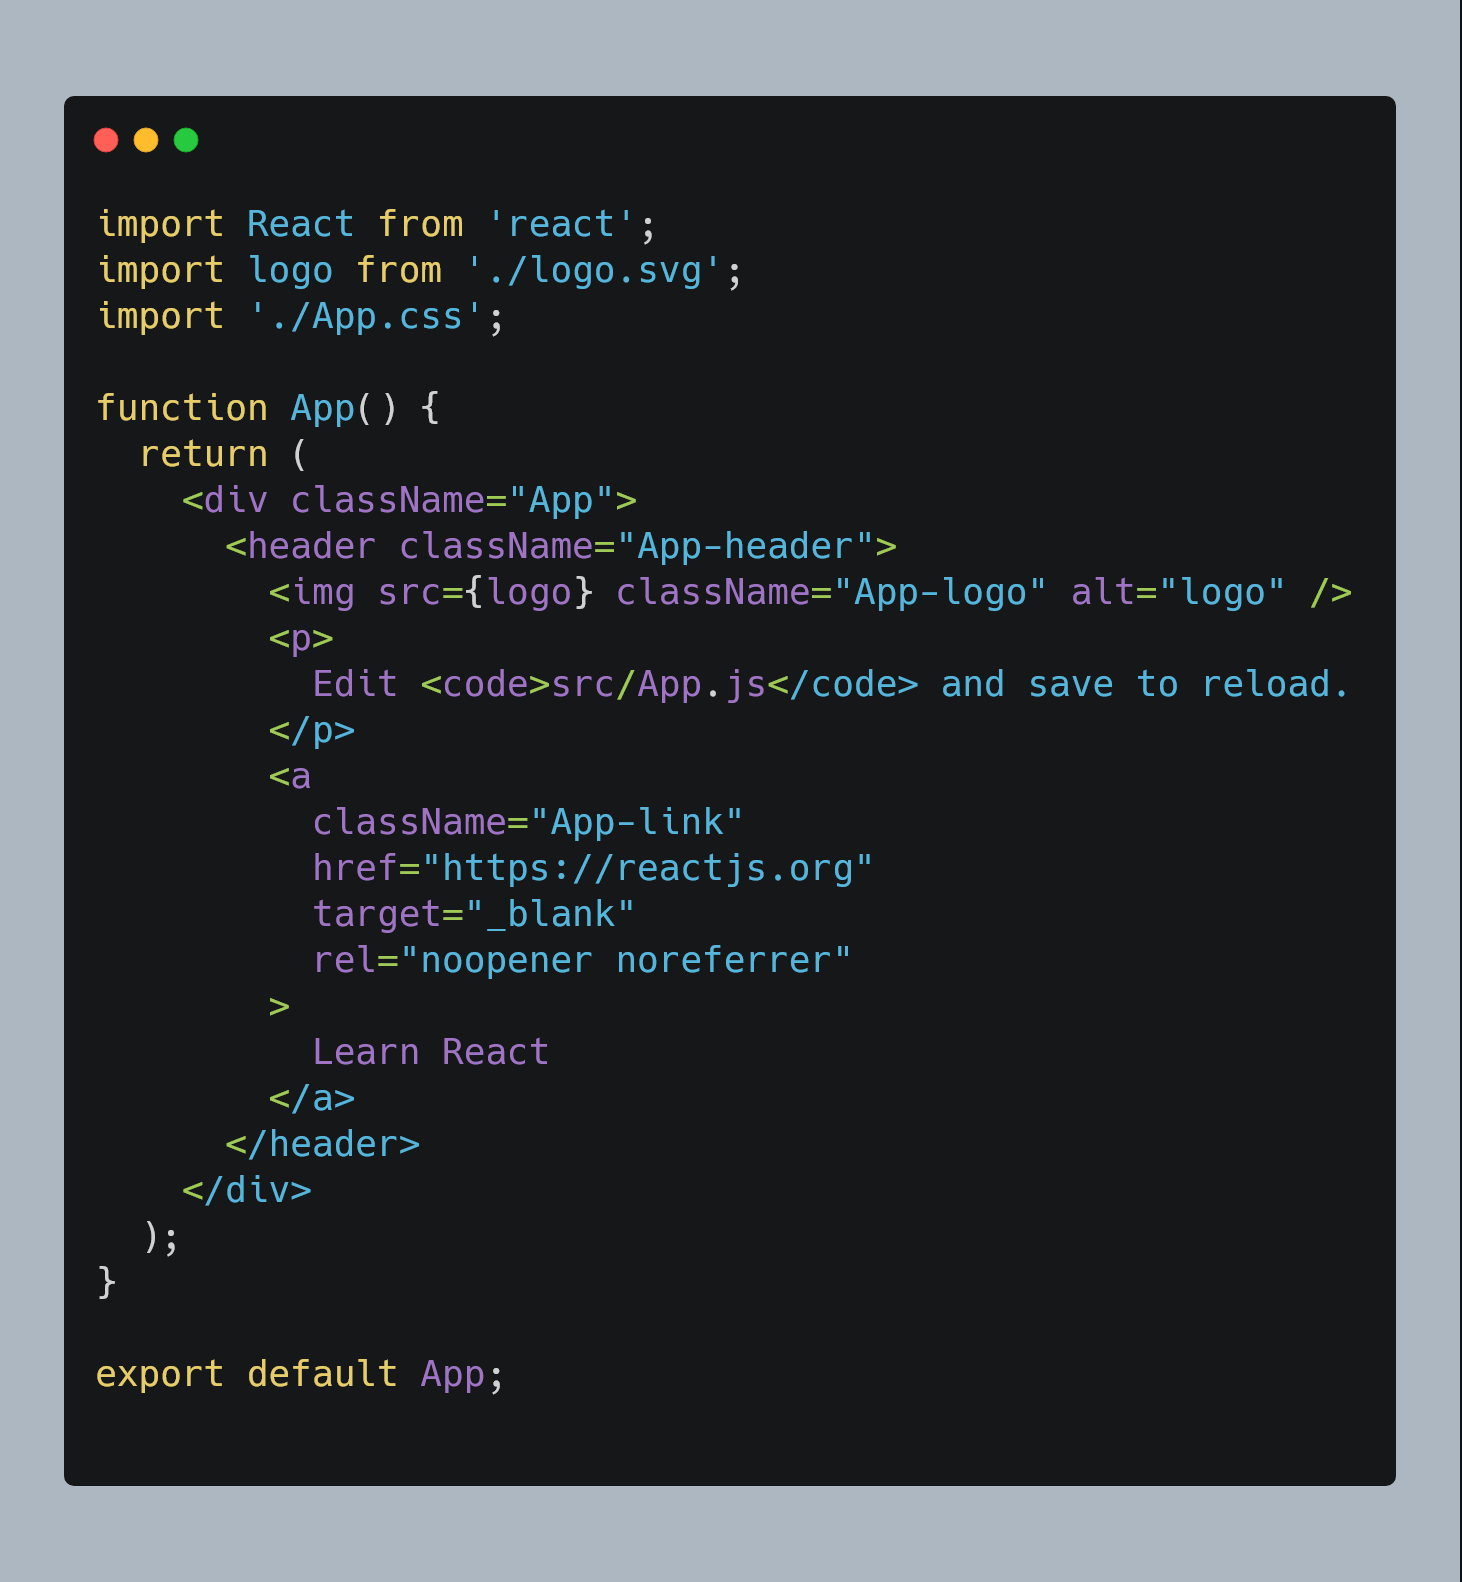 import React from 'react';
import logo from './logo.svg';
import './App.css';

function App() {
  return (
    <div className="App">
      <header className="App-header">
        <img src={logo} className="App-logo" alt="logo" />
        <p>
          Edit <code>src/App.js</code> and save to reload.
        </p>
        <a
          className="App-link"
          href="https://reactjs.org"
          target="_blank"
          rel="noopener noreferrer"
        >
          Learn React
        </a>
      </header>
    </div>
  );
}

export default App;